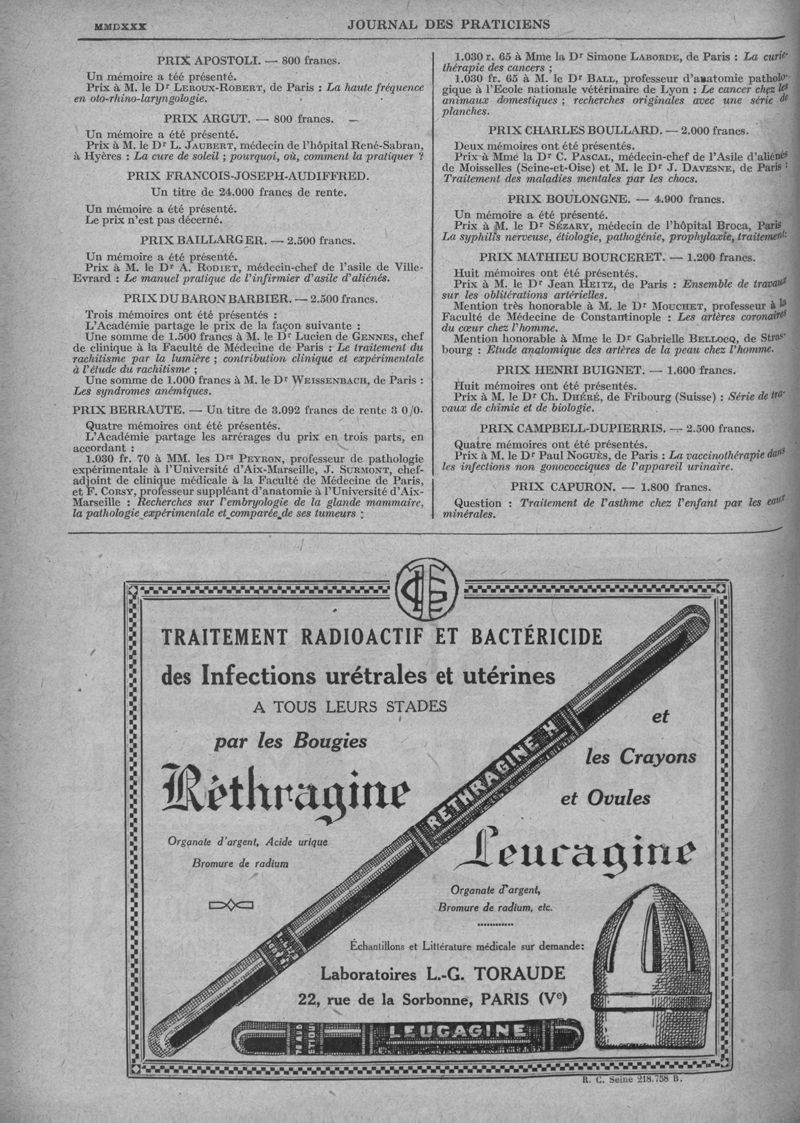 MMDXXX
JOURNAL DES PRATICIENS
PRIX APOSTOLI. — 800 francs.
Un mémoire a téé présenté.
Prix à M. le Dr LEROUX-ROBERT, de Paris : La haute fréquence
en oto-rhino-laryngologie.
PRIX ARGUT. — 800 francs. —
Un mémoire a été présenté.
Prix à M. le Dr L. JAUBERT, médecin de l'hôpital René-Sabran,
à Hyères : La cure de soleil ; pourquoi, où, comment la pratiquer ?
PRIX FRANCOIS-JOSEPH-AUDIFFRED.
Un titre de 24.000 francs de rente.
Un mémoire a été présenté.
Le prix n'est pas décerné.
PRIX BAILLARGER. — 2.500 francs.
Un mémoire a été présenté.
Prix à M. le Dr A. RODIET, médecin-chef de l'asile de Ville-
Evrard : Le manuel pratique de l'infirmier d'asile d'aliénés.
PRIX DU BARON BARBIER. — 2.500 francs.
Trois mémoires ont été présentés :
L'Académie partage le prix de la façon suivante :
Une somme de 1.500 francs à M. le Dr Lucien de GENNES, chef
de clinique à la Faculté de Médecine de Paris : Le traitement du
rachitisme par la lumière ; contribution clinique et expérimentale
à l'étude du rachitisme ;
Une somme de 1.000 francs à M. le Dr WEISSENBACH, de Paris :
Les syndromes anémiques.
PRIX BERRAUTE. — Un titre de 3.092 francs de rente 3 0/0.
Quatre mémoires ont été présentés.
L'Académie partage les arrérages du prix en trois parts, en
accordant :
1.030 fr. 70 à MM. les Drs PEYRON, professeur de pathologie
expérimentale à l'Université d'Aix-Marseille, J. SURMONT, chef-
adjoint de clinique médicale à la Faculté de Médecine de Paris,
et F. CORSY, professeur suppléant d'anatomie à l'Université d'Aix-
Marseille : Recherches sur l'embryologie de la glande mammaire,
la pathologie expérimentale et comparée de ses tumeurs ;
1.030 r. 65 à Mme la Dr Simone LABORDE, de Paris : La curie-
thérapie des cancers ;
1.030 fr. 65 à M. le Dr BALL, professeur d'anatomie patholo-
gique à l'Ecole nationale vétérinaire de Lyon : Le cancer chez les
animaux domestiques ; recherches originales avec une série de
planches.
PRIX CHARLES BOULLARD. — 2.000 francs.
Deux mémoires ont été présentés.
Prix à Mme la Dr C. PASCAL, médecin-chef de l'Asile d'aliénés
de Moisselles (Seine-et-Oise) et M. le Dr J. DAVESNE, de Paris :
Traitement des maladies mentales par les chocs.
PRIX BOULONGNE. — 4.900 francs.
Un mémoire a été présenté.
Prix à M. le Dr SÉZARY, médecin de l'hôpital Broca, Paris
La syphilis nerveuse, étiologie, pathogénie, prophylaxie, traitement.
PRIX MATHIEU BOURCERET. — 1.200 francs.
Huit mémoires ont été présentés.
Prix à M. le Dr Jean HEITZ, de Paris : Ensemble de travaux
sur les oblitérations artérielles.
Mention très honorable à M. le Dr MOUCHET, professeur à la
Faculté de Médecine de Constantinople : Les artères coronaires
du cœur chez l'homme.
Mention honorable à Mme le Dr Gabrielle BELLOCQ, de Stras-
bourg : Etude anatomique des artères de la peau chez l'homme.
PRIX HENRI BUIGNET. — 1.600 francs.
Huit mémoires ont été présentés.
Prix à M. le Dr Ch. DHÉRÉ, de Fribourg (Suisse) : Série de tra-
vaux de chimie et de biologie.
PRIX CAMPBELL-DUPIERRIS. — 2.500 francs.
Quatre mémoires ont été présentés.
Prix à M. le Dr Paul NOGUÈS, de Paris : La vaccinothérapie dans
les infections non gonococciques de l'appareil urinaire.
PRIX CAPURON. — 1.800 francs.
Question : Traitement de l'asthme chez l'enfant par les eaux
minérales.
TRAITEMENT RADIOACTIF ET BACTÉRICIDE
des Infections urétrales et utérines
A TOUS LEURS STADES
par les Bougies
Réthragine
Organate d'argent, Acide urique
Bromure de radium
RETHRAGINE H
et
les Crayons
et Ovules
Leucagine
Organate d'argent,
Bromure de radium, etc.
Échantillons et Littérature médicale sur demande:
Laboratoires L.-G. TORAUDE
22, rue de la Sorbonne, PARIS (Ve)
LEUCAGINE
R. C. Seine 218.758 B.